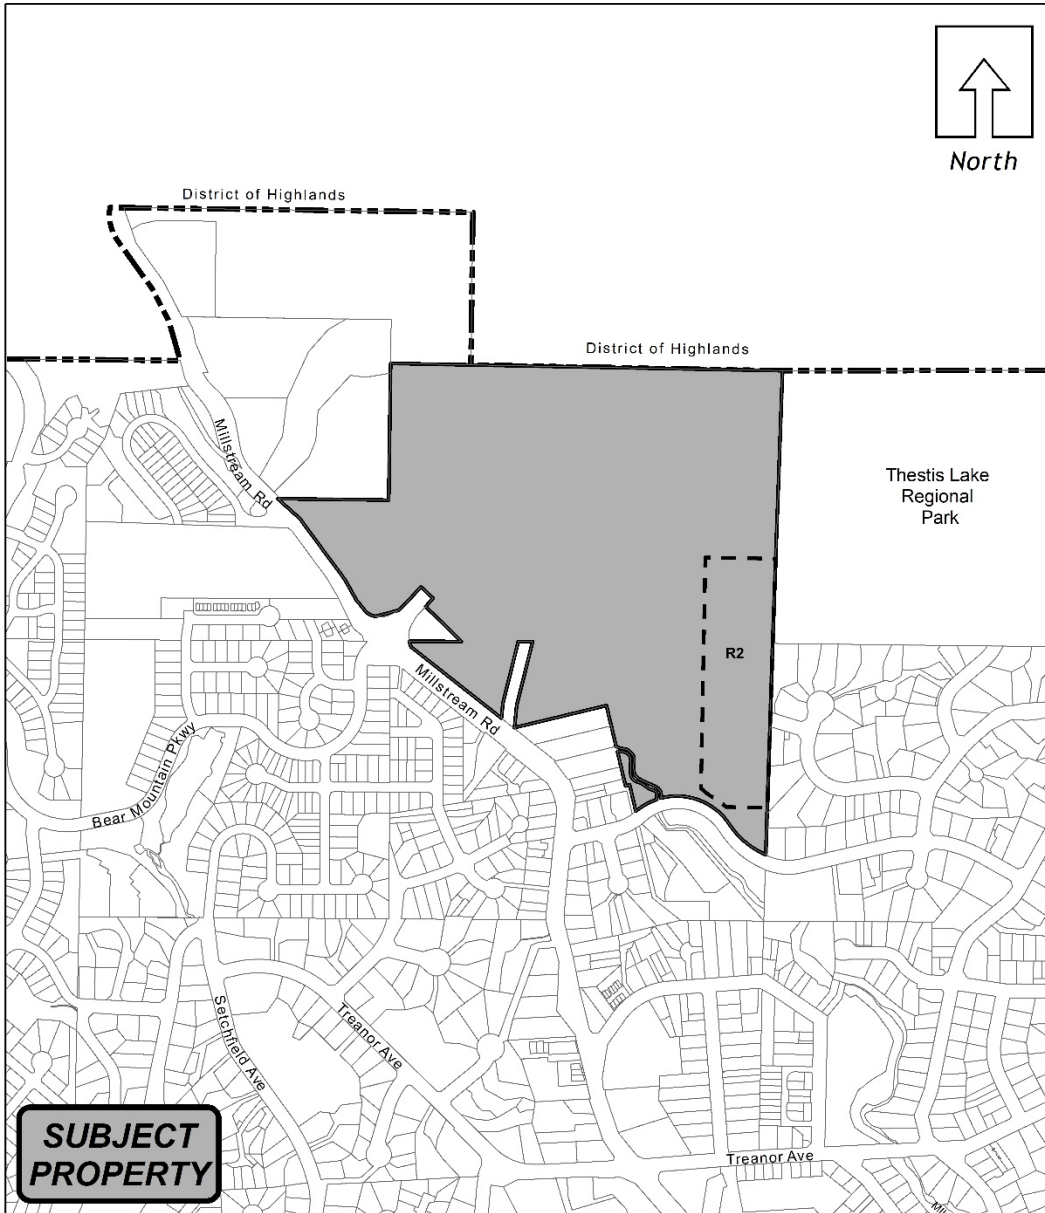 North
District of Highlands
District of Highlands
Millstream Rd
Thestis Lake
Regional
Park
R2
Millstream Rd
Bear Mountain Pkwy
Setchfield Ave
Treanor Ave
SUBJECT
PROPERTY
Treanor Ave